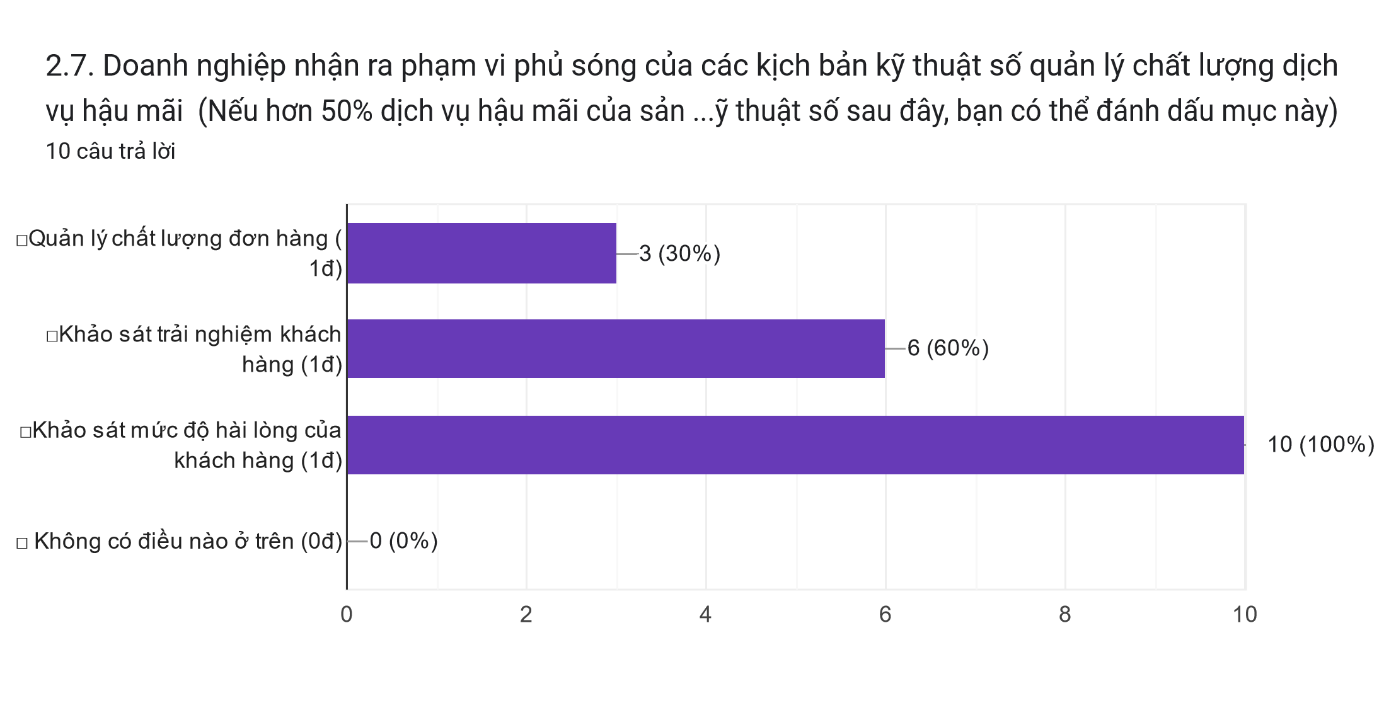 2.7. Doanh nghiệp nhận ra phạm vi phủ sóng của các kịch bản kỹ thuật số quản lý chất lượng dịch
vụ hậu mãi (Nếu hơn 50% dịch vụ hậu mãi của sản ...ỹ thuật số sau đây, bạn có thể đánh dấu mục này)
10 câu trả lời
□Quản lý chất lượng đơn hàng (
1đ)
3 (30%)
□Khảo sát trải nghiệm khách
hàng (1đ)
6 (60%)
□Khảo sát mức độ hài lòng của
khách hàng (1đ)
10 (100%)
□ Không có điều nào ở trên (0đ)
0 (0%)
0 2 4 6 8 10